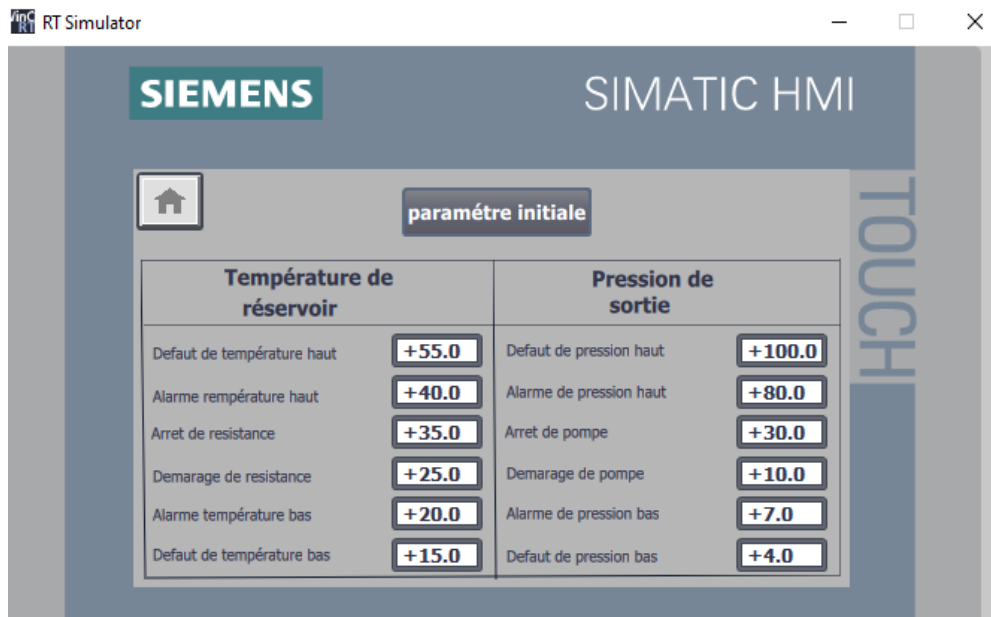 WinC
RT
RT Simulator
SIEMENS
SIMATIC HMI
TOUCH
paramétre initiale
Température de
réservoir
Pression de
sortie
Defaut de température haut
+55.0
Defaut de pression haut
+100.0
Alarme rempérature haut
+40.0
Alarme de pression haut
+80.0
Arret de resistance
+35.0
Arret de pompe
+30.0
Demarage de resistance
+25.0
Demarage de pompe
+10.0
Alarme température bas
+20.0
Alarme de pression bas
+7.0
Defaut de température bas
+15.0
Defaut de pression bas
+4.0